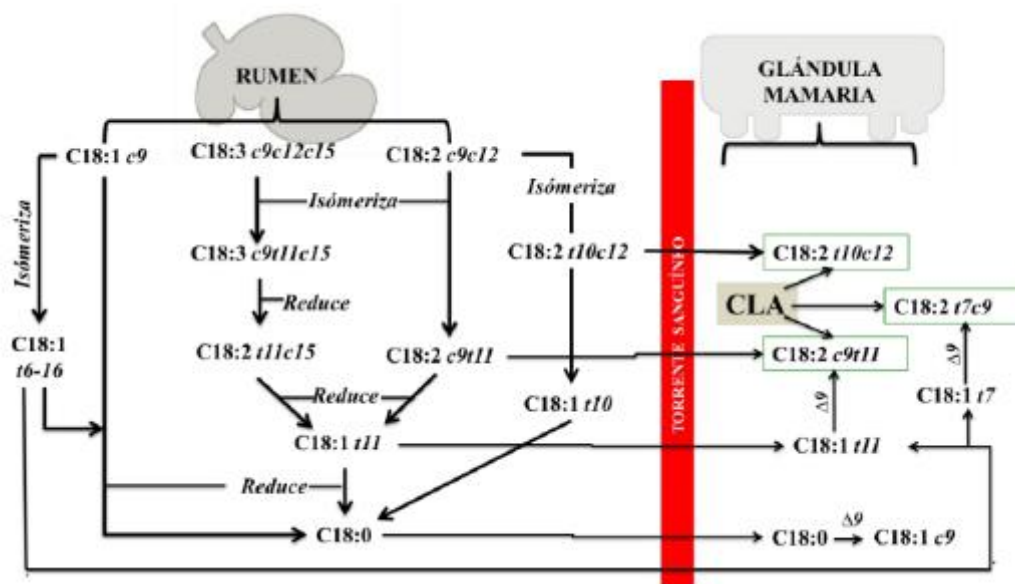 RUMEN
GLÁNDULA
MAMARIA
C18:1 c9
C18:3 c9c12c15
C18:2 c9c12
Isómeriza
Isómeriza
Isómeriza
C18:3 c9t11c15
C18:2 t10c12
Reduce
C18:1
t6-16
C18:2 t11c15
C18:2 c9t11
Reduce
C18:1 t10
C18:1 t11
Reduce
C18:0
TORRENTE SANGUÍNEO
C18:2 t10c12
CLA
C18:2 t7c9
C18:2 c9t11
Δ9
Δ9
C18:1 t7
C18:1 t11
C18:0
Δ9
C18:1 c9